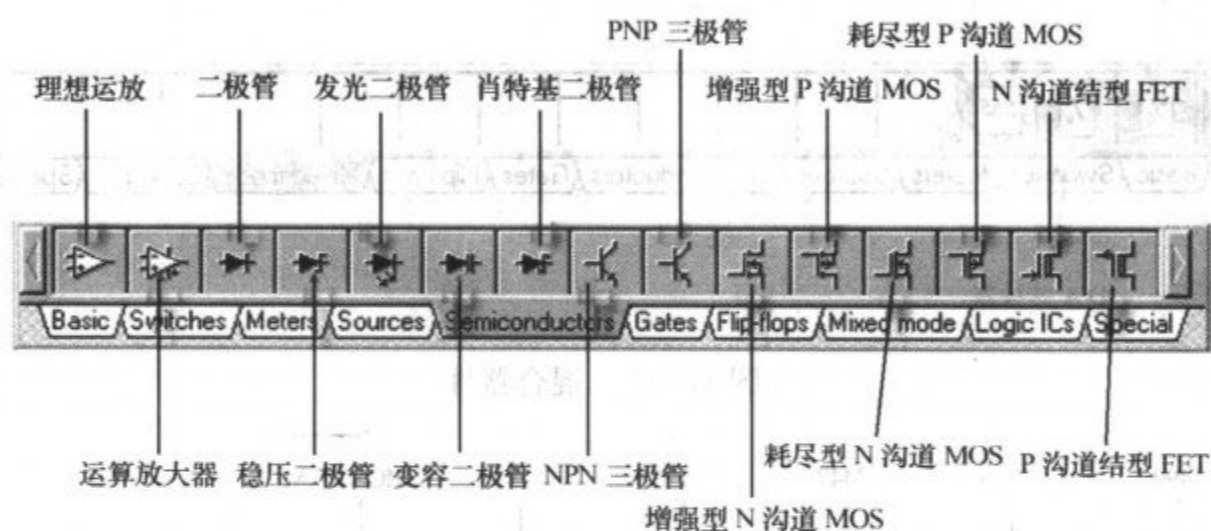 PNP 三极管
耗尽型 P 沟道 MOS
理想运放
二极管
发光二极管
肖特基二极管
增强型 P 沟道 MOS
N 沟道结型 FET
Basic
Switches
Meters
Sources
Semiconductors
Gates
Flip-flops
Mixed mode
Logic ICs
Special
运算放大器
稳压二极管
变容二极管
NPN 三极管
耗尽型 N 沟道 MOS
P 沟道结型 FET
增强型 N 沟道 MOS